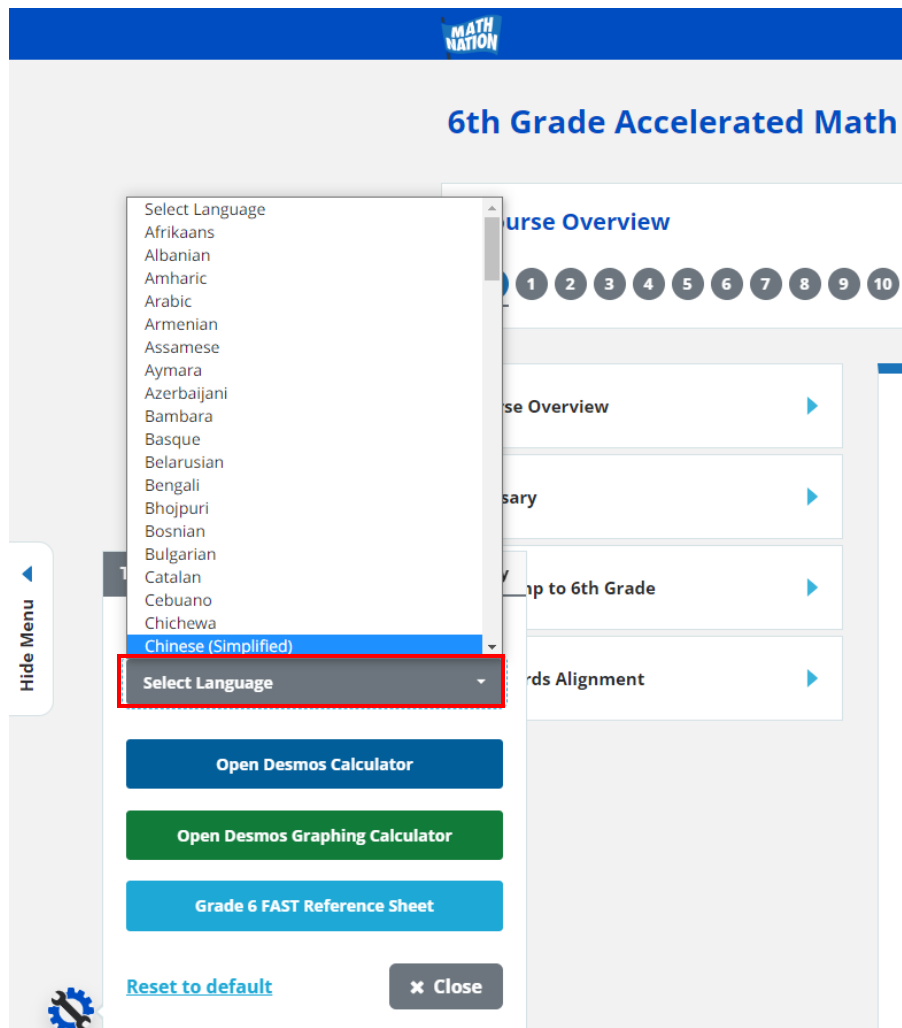 MATH
NATION
6th Grade Accelerated Math
urse Overview
1 2 3 4 5 6 7 8 9 10
Select Language
Afrikaans
Albanian
Amharic
Arabic
Armenian
Assamese
Aymara
Azerbaijani
Bambara
Basque
Belarusian
Bengali
Bhojpuri
Bosnian
Bulgarian
Catalan
Cebuano
Chichewa
Chinese (Simplified)
se Overview
sary
mp to 6th Grade
rds Alignment
Hide Menu
T
y
Select Language
Open Desmos Calculator
Open Desmos Graphing Calculator
Grade 6 FAST Reference Sheet
Reset to default
✖ Close